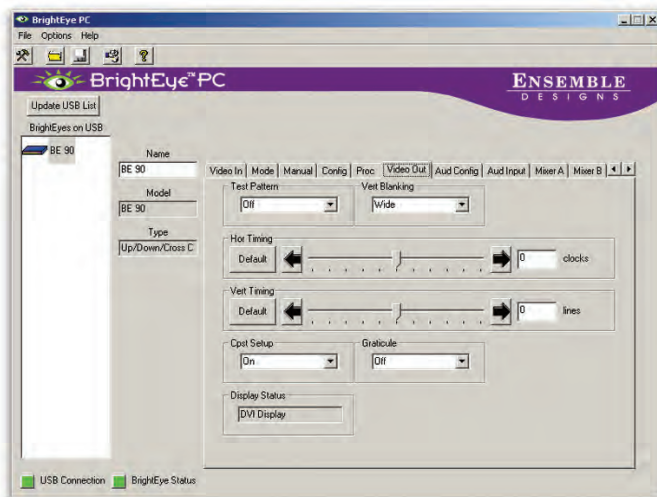 BrightEye PC
File Options Help
BrightEye™ PC
ENSEMBLE
DESIGNS
Update USB List
BrightEyes on USB
BE 90
Name
BE 90
Model
BE 90
Type
Up/Down/Cross C
Video In Mode Manual Config Proc Video Out Aud Config Aud Input Mixer A Mixer B
Test Pattern
Off
Vert Blanking
Wide
Hor Timing
Default
0
clocks
Vert Timing
Default
0
lines
Cpst Setup
On
Graticule
Off
Display Status
DVI Display
USB Connection
BrightEye Status